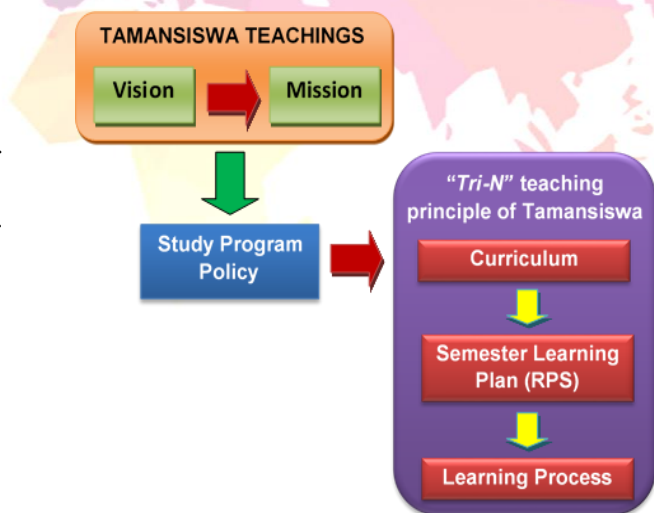 TAMANSISWA TEACHINGS
Vision
Mission
Study Program
Policy
“Tri-N” teaching
principle of Tamansiswa
Curriculum
Semester Learning
Plan (RPS)
Learning Process